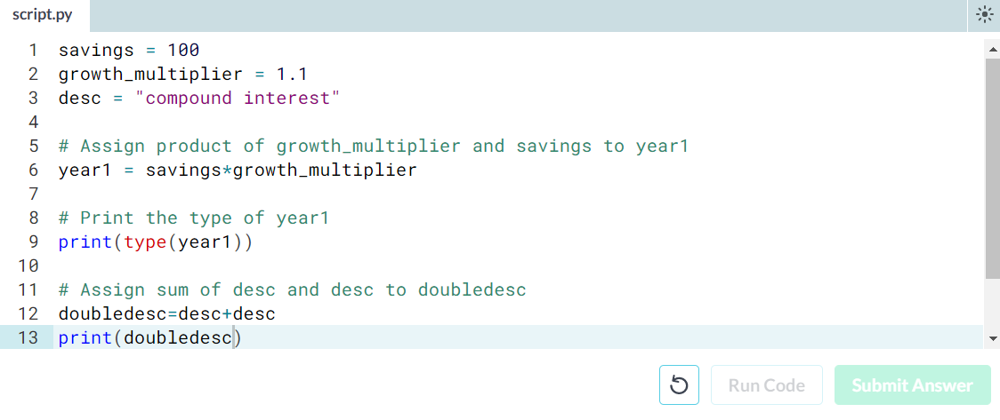 script.py
1 savings = 100
2 growth_multiplier = 1.1
3 desc = "compound interest"
4
5 # Assign product of growth_multiplier and savings to year1
6 year1 = savings*growth_multiplier
7
8 # Print the type of year1
9 print(type(year1))
10
11 # Assign sum of desc and desc to doubledesc
12 doubledesc=desc+desc
13 print(doubledesc)
Run Code Submit Answer